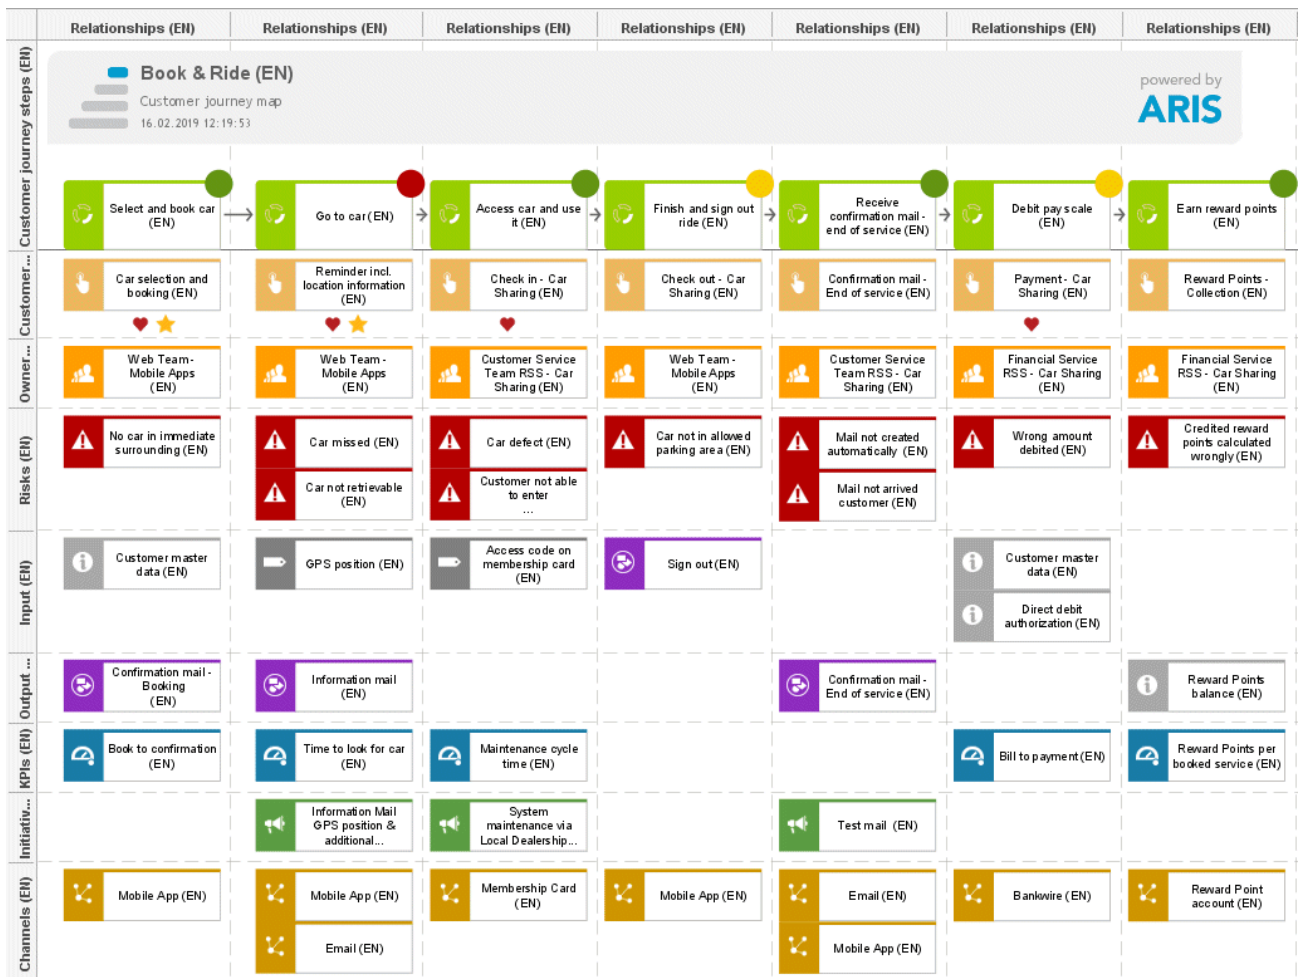 Relationships (EN) Relationships (EN) Relationships (EN) Relationships (EN) Relationships (EN) Relationships (EN) Relationships (EN)
Customer journey steps (EN)
Book & Ride (EN)
Customer journey map
16.02.2019 12:19:53
powered by
ARIS
Select and book car
(EN)
Go to car (EN)
Access car and use
it (EN)
Finish and sign out
ride (EN)
Receive
confirmation mail -
end of service (EN)
Debit pay scale
(EN)
Earn reward points
(EN)
Customer...
Car selection and
booking (EN)
Reminder incl.
location information
(EN)
Check in - Car
Sharing (EN)
Check out - Car
Sharing (EN)
Confirmation mail -
End of service (EN)
Payment - Car
Sharing (EN)
Reward Points -
Collection (EN)
Owner...
Web Team -
Mobile Apps
(EN)
Web Team -
Mobile Apps
(EN)
Customer Service
Team RSS - Car
Sharing (EN)
Web Team -
Mobile Apps
(EN)
Customer Service
Team RSS - Car
Sharing (EN)
Financial Service
RSS - Car Sharing
(EN)
Financial Service
RSS - Car Sharing
(EN)
Risks (EN)
No car in immediate
surrounding (EN)
Car missed (EN)
Car not retrievable
(EN)
Car defect (EN)
Customer not able
to enter
...
Car not in allowed
parking area (EN)
Mail not created
automatically (EN)
Mail not arrived
customer (EN)
Wrong amount
debited (EN)
Credited reward
points calculated
wrongly (EN)
Input (EN)
Customer master
data (EN)
GPS position (EN)
Access code on
membership card
(EN)
Sign out (EN)
Customer master
data (EN)
Direct debit
authorization (EN)
Output ...
Confirmation mail -
Booking
(EN)
Information mail
(EN)
Confirmation mail -
End of service (EN)
Reward Points
balance (EN)
KPIs (EN)
Book to confirmation
(EN)
Time to look for car
(EN)
Maintenance cycle
time (EN)
Bill to payment (EN)
Reward Points per
booked service (EN)
Initiativ...
Information Mail
GPS position &
additional...
System
maintenance via
Local Dealership...
Test mail (EN)
Channels (EN)
Mobile App (EN)
Mobile App (EN)
Email (EN)
Membership Card
(EN)
Mobile App (EN)
Email (EN)
Mobile App (EN)
Bankwire (EN)
Reward Point
account (EN)